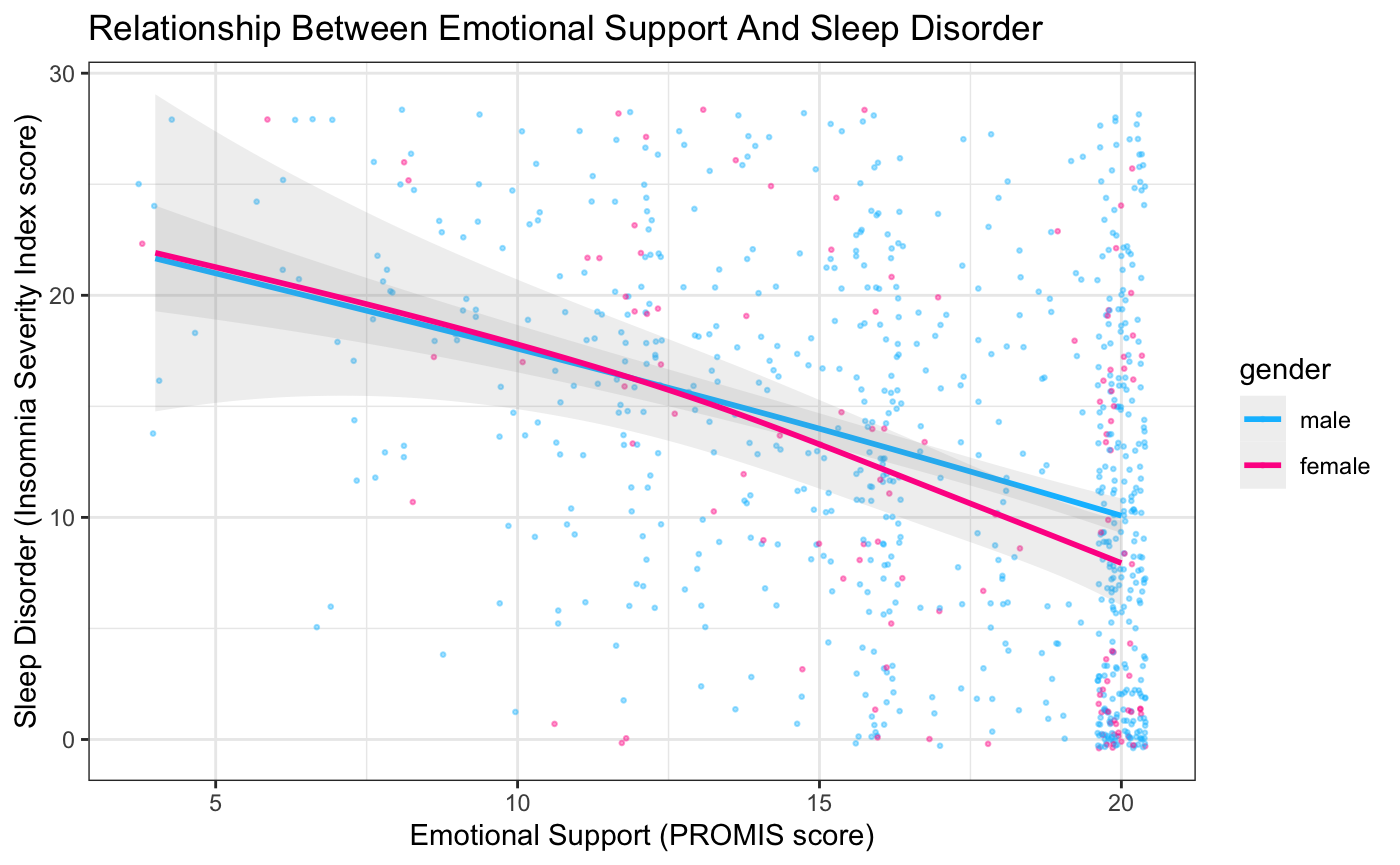 Relationship Between Emotional Support And Sleep Disorder
Sleep Disorder (Insomnia Severity Index score)
30
20
10
0
5 10 15 20
Emotional Support (PROMIS score)
gender
male
female